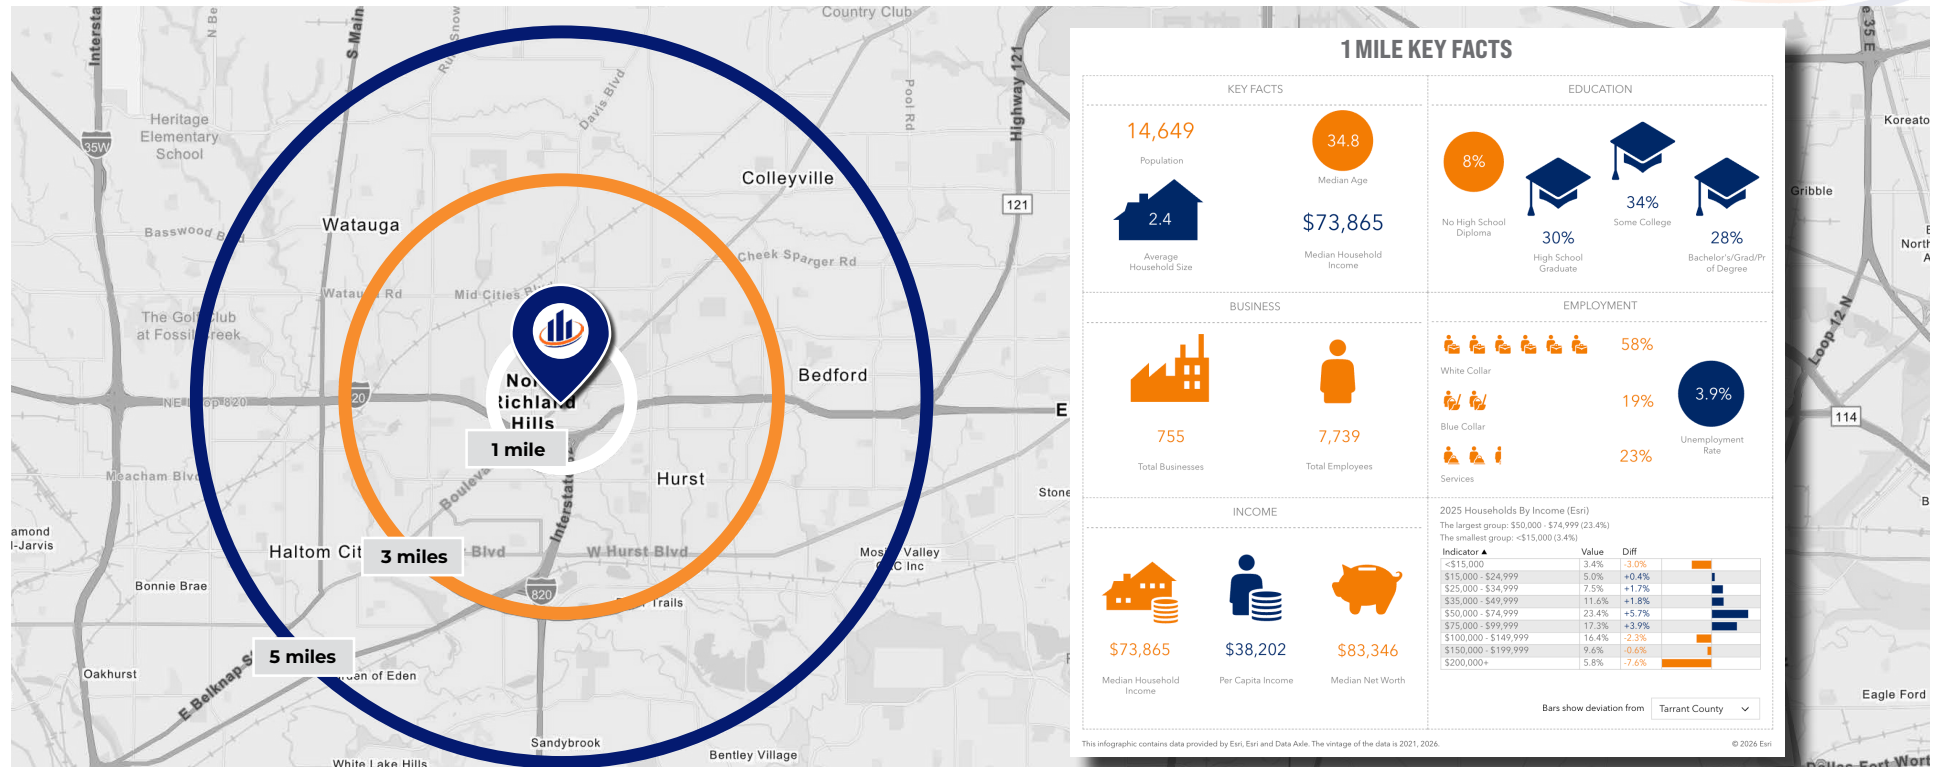 Country Club
Interstat
N Be
S Main
Davis Blvd
Pool Rd
Highway 121
Heritage
Elementary
School
35W
Colleyville
121
Watauga
Basswood
Cheek Sparger Rd
Mid Cities
The Golf Club
at Fossil Creek
Richland
Hills
Bedford
NE Loop 820
20
1 mile
Meacham Blv
Boulevard
Hurst
Interstate
Stone
amond
l-Jarvis
Haltom Cit
3 miles
Blvd
W Hurst Blvd
Valley
Bonnie Brae
820
Trails
5 miles
Oakhurst
of Eden
E Belknap S
Sandybrook
Bentley Village
White Lake Hills
1 MILE KEY FACTS
KEY FACTS
14,649
Population
34.8
Median Age
2.4
Average
Household Size
$73,865
Median Household
Income
EDUCATION
8%
No High School
Diploma
30%
High School
Graduate
34%
Some College
28%
Bachelor's/Grad/Pr
of Degree
BUSINESS
755
Total Businesses
7,739
Total Employees
EMPLOYMENT
58%
White Collar
19%
Blue Collar
23%
Services
3.9%
Unemployment
Rate
INCOME
$73,865
Median Household
Income
$38,202
Per Capita Income
$83,346
Median Net Worth
2025 Households By Income (Esri)
The largest group: $50,000 - $74,999 (23.4%)
The smallest group: <$15,000 (3.4%)
Indicator ▲ Value Diff
<$15,000 3.4% -3.0%
$15,000 - $24,999 5.0% +0.4%
$25,000 - $34,999 7.5% +1.7%
$35,000 - $49,999 11.6% +1.8%
$50,000 - $74,999 23.4% +5.7%
$75,000 - $99,999 17.3% +3.9%
$100,000 - $149,999 16.4% -2.3%
$150,000 - $199,999 9.6% -0.6%
$200,000+ 5.8% -7.6%
Bars show deviation from Tarrant County
This infographic contains data provided by Esri, Esri and Data Axle. The vintage of the data is 2021, 2026.
© 2026 Esri
e 35 E
Koreato
Gribble
North
Loop 12 N
114
Eagle Ford
Dallas Fort Wort